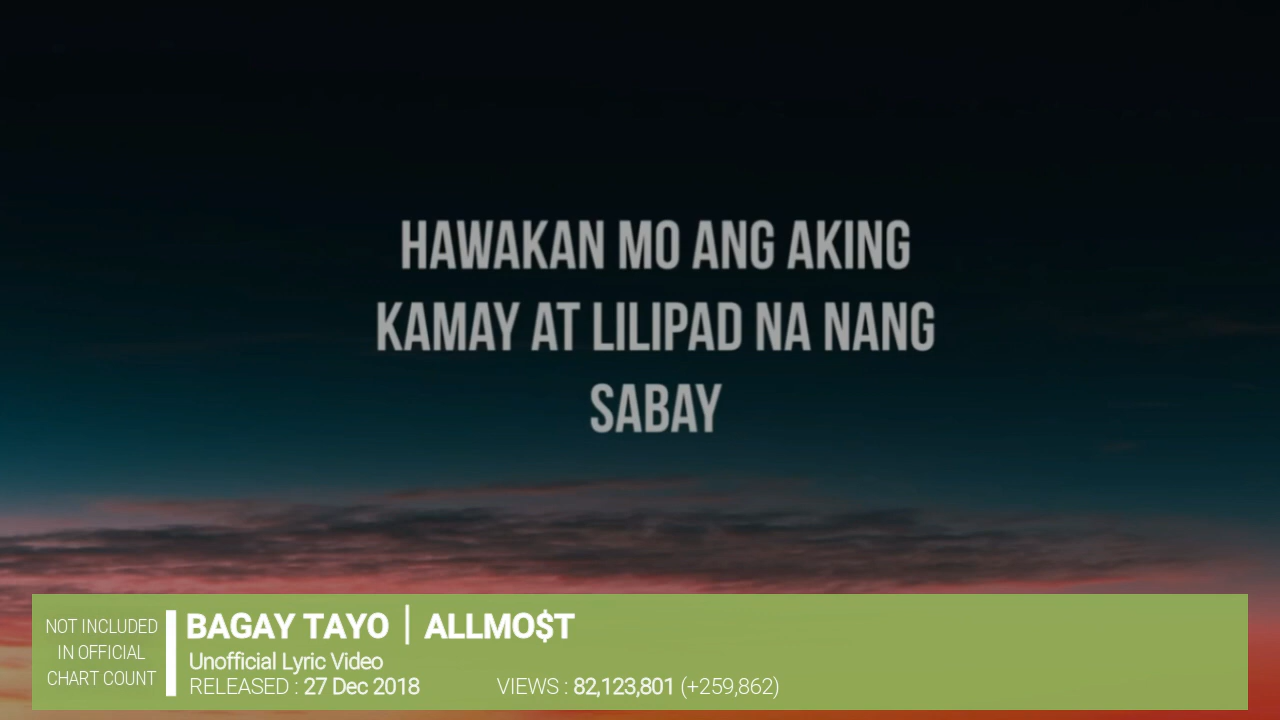 HAWAKAN MO ANG AKING
KAMAY AT LILIPAD NA NANG
SABAY
NOT INCLUDED
IN OFFICIAL
CHART COUNT
BAGAY TAYO | ALLMO$T
Unofficial Lyric Video
RELEASED : 27 Dec 2018 VIEWS : 82,123,801 (+259,862)